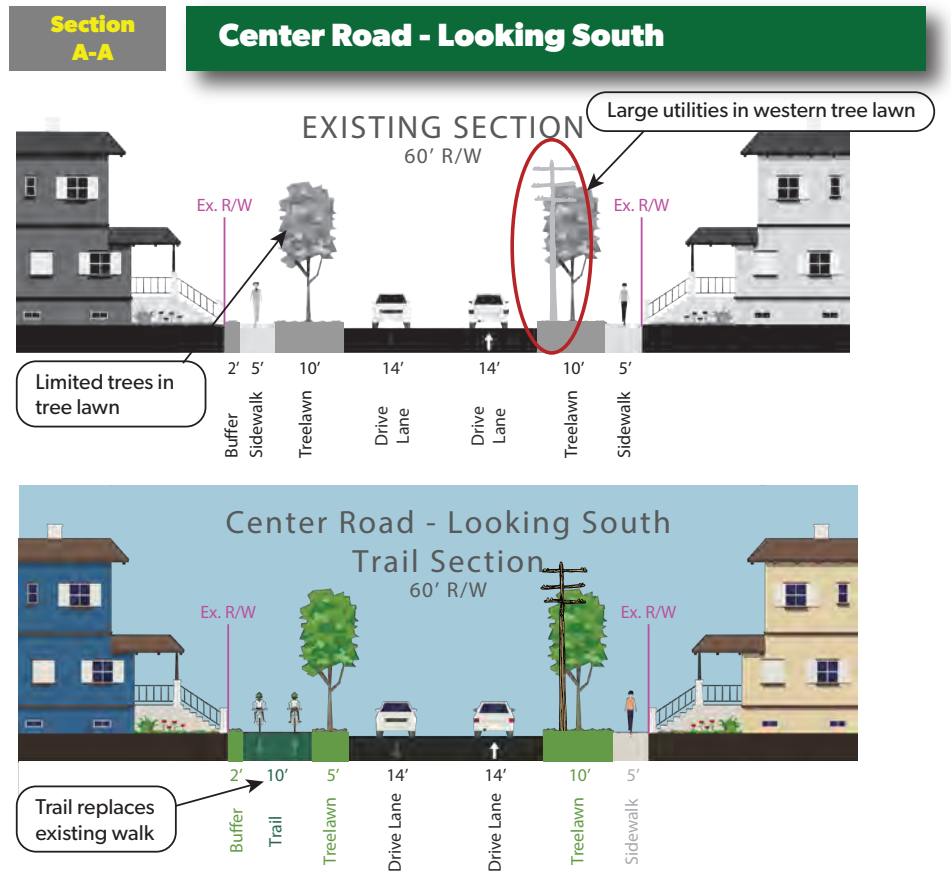 Section
A-A
Center Road - Looking South
EXISTING SECTION
60’ R/W
Large utilities in western tree lawn
Ex. R/W
Ex. R/W
Limited trees in
tree lawn
2’ 5’ 10’ 14’ 14’ 10’ 5’
Buffer
Sidewalk
Treelawn
Drive
Lane
Drive
Lane
Treelawn
Sidewalk
Center Road - Looking South
Trail Section
60’ R/W
Ex. R/W
Ex. R/W
2’ 10’ 5’ 14’ 14’ 10’ 5’
Trail replaces
existing walk
Buffer
Trail
Treelawn
Drive Lane
Drive Lane
Treelawn
Sidewalk